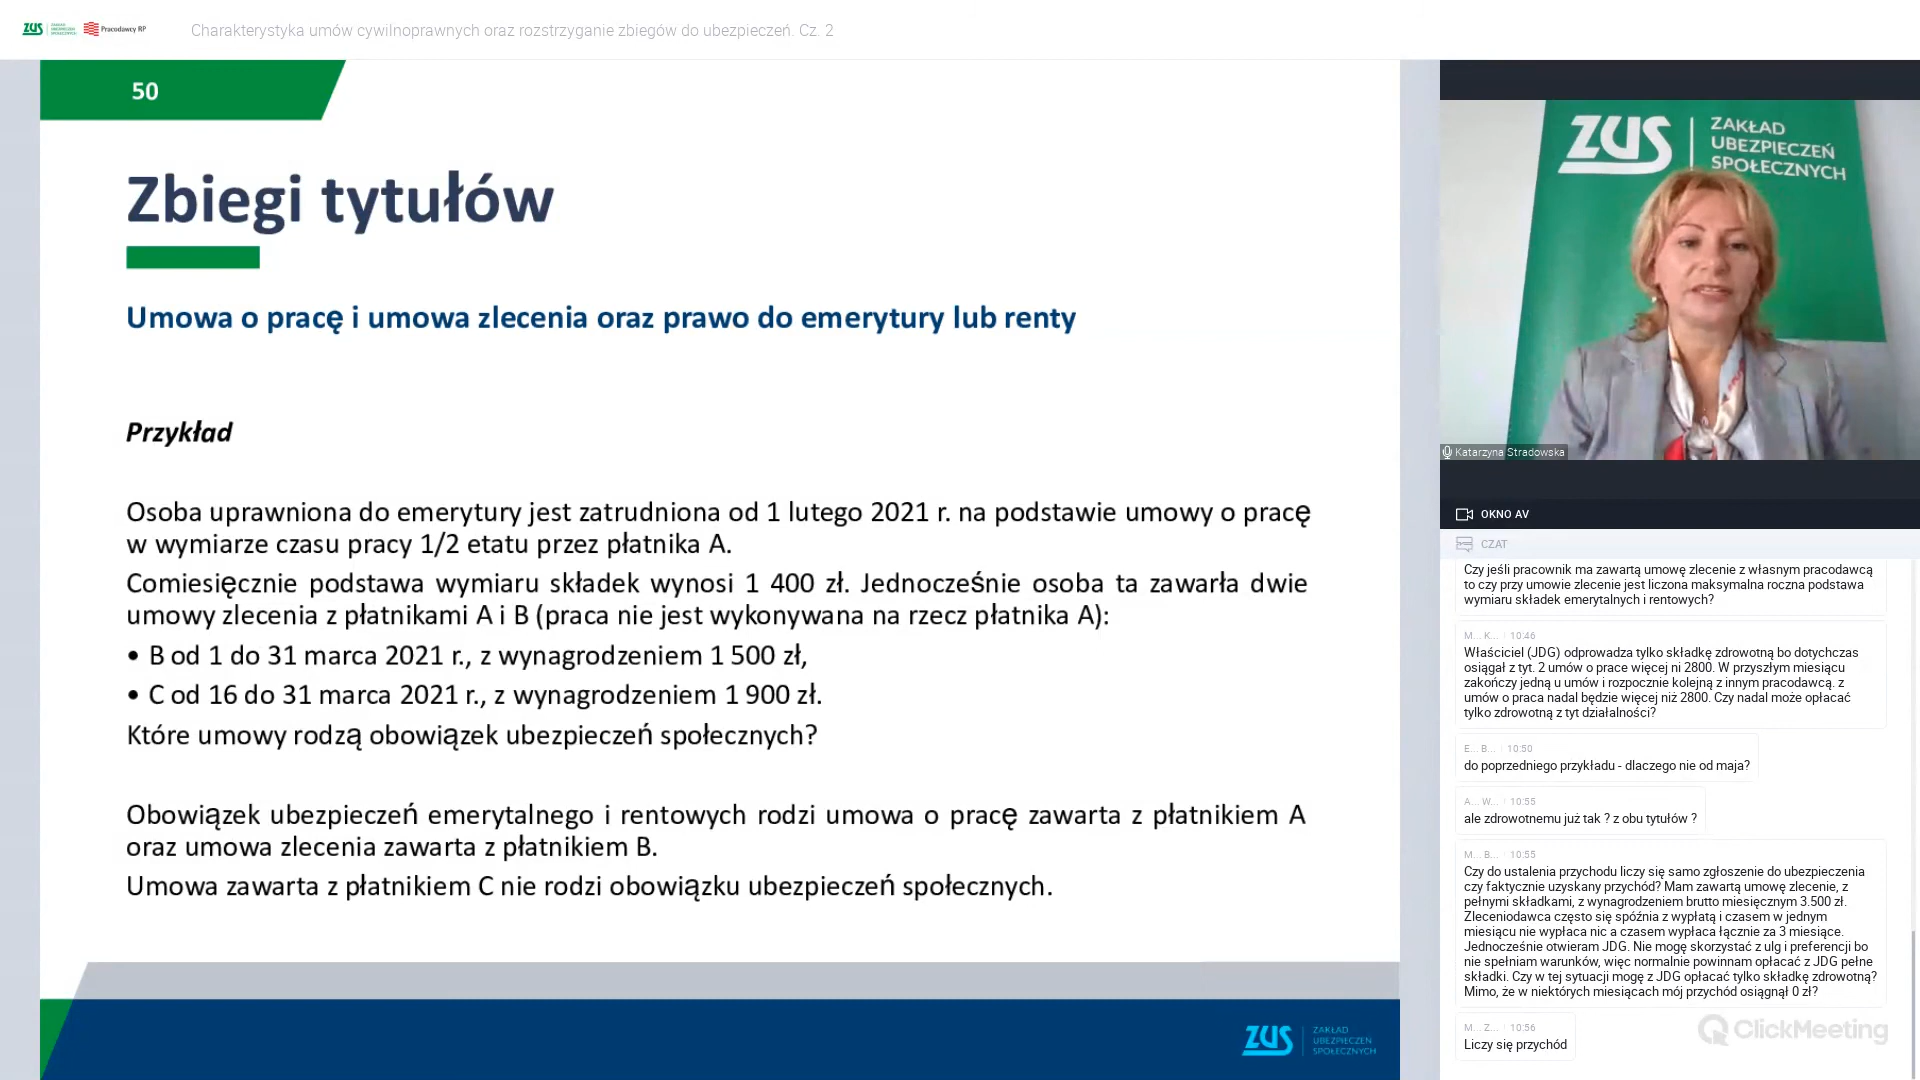 ZUS
Pracodawcy RP
Charakterystyka umów cywilnoprawnych oraz rozstrzyganie zbiegów do ubezpieczeń. Cz. 2
50
Zbiegi tytułów
Umowa o pracę i umowa zlecenia oraz prawo do emerytury lub renty
Przykład
Osoba uprawniona do emerytury jest zatrudniona od 1 lutego 2021 r. na podstawie umowy o pracę
w wymiarze czasu pracy 1/2 etatu przez płatnika A.
Comiesięcznie podstawa wymiaru składek wynosi 1 400 zł. Jednocześnie osoba ta zawarła dwie
umowy zlecenia z płatnikami A i B (praca nie jest wykonywana na rzecz płatnika A):
• B od 1 do 31 marca 2021 r., z wynagrodzeniem 1 500 zł,
• C od 16 do 31 marca 2021 r., z wynagrodzeniem 1 900 zł.
Które umowy rodzą obowiązek ubezpieczeń społecznych?
Obowiązek ubezpieczeń emerytalnego i rentowych rodzi umowa o pracę zawarta z płatnikiem A
oraz umowa zlecenia zawarta z płatnikiem B.
Umowa zawarta z płatnikiem C nie rodzi obowiązku ubezpieczeń społecznych.
ZUS
ZAKŁAD
UBEZPIECZEŃ
SPOŁECZNYCH
ZUS
ZAKŁAD
UBEZPIECZEŃ
SPOŁECZNYCH
Katarzyna Stradowska
OKNO AV
CZAT
Czy jeśli pracownik ma zawartą umowę zlecenie z własnym pracodawcą
to czy przy umowie zlecenie jest liczona maksymalna roczna podstawa
wymiaru składek emerytalnych i rentowych?
M... K... 10:46
Właściciel (JDG) odprowadza tylko składkę zdrowotną bo dotychczas
osiągał z tyt. 2 umów o prace więcej ni 2800. W przyszłym miesiącu
zakończy jedną u umów i rozpocznie kolejną z innym pracodawcą. z
umów o praca nadal będzie więcej niż 2800. Czy nadal może opłacać
tylko zdrowotną z tyt działalności?
E... B... 10:50
do poprzedniego przykładu - dlaczego nie od maja?
A... W... 10:55
ale zdrowotnemu już tak ? z obu tytułów ?
M... B... 10:55
Czy do ustalenia przychodu liczy się samo zgłoszenie do ubezpieczenia
czy faktycznie uzyskany przychód? Mam zawartą umowę zlecenie, z
pełnymi składkami, z wynagrodzeniem brutto miesięcznym 3.500 zł.
Zleceniodawca często się spóźnia z wypłatą i czasem w jednym
miesiącu nie wypłaca nic a czasem wypłaca łącznie za 3 miesiące.
Jednocześnie otwieram JDG. Nie mogę skorzystać z ulg i preferencji bo
nie spełniam warunków, więc normalnie powinnam opłacać z JDG pełne
składki. Czy w tej sytuacji mogę z JDG opłacać tylko składkę zdrowotną?
Mimo, że w niektórych miesiącach mój przychód osiągnął 0 zł?
M... Z... 10:56
Liczy się przychód
ClickMeeting